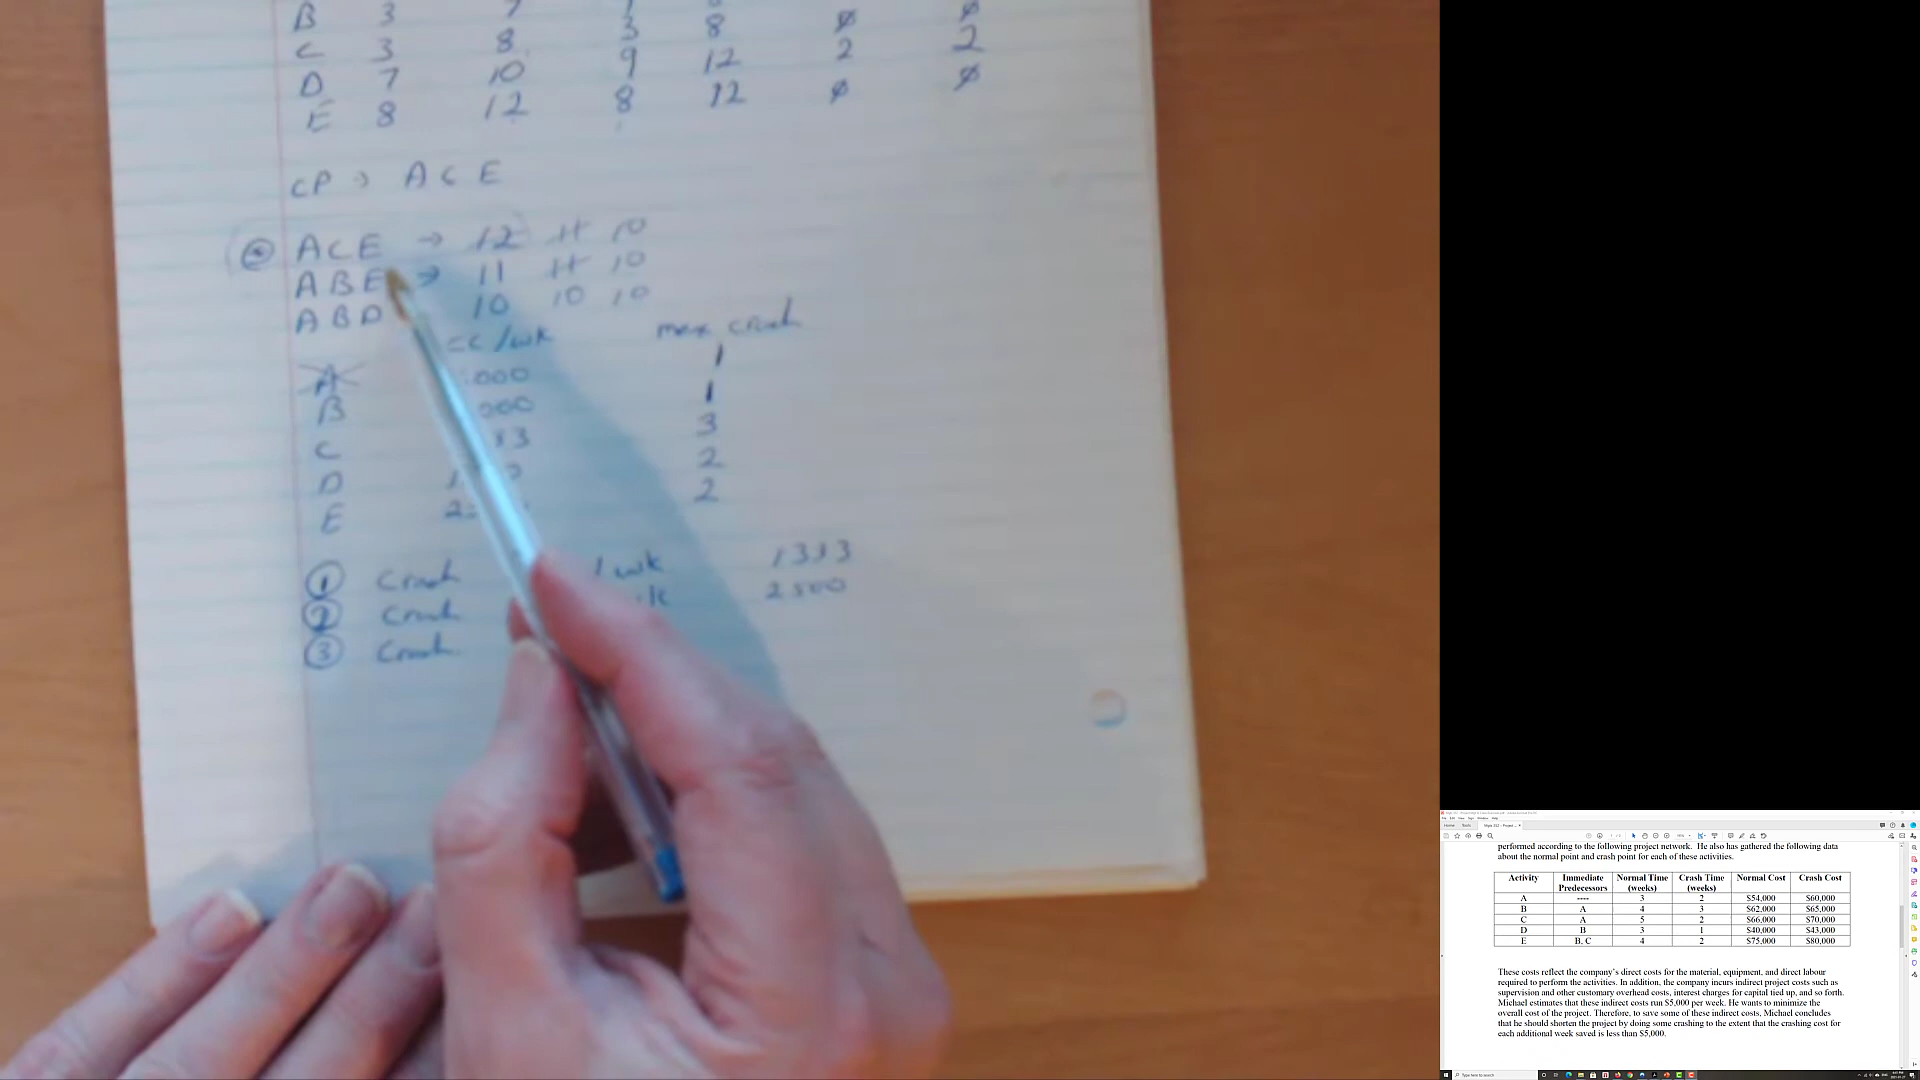 B 3 7
C 3 8 3 8 ø ø
D 7 10 9 12 2 2
E 8 12 8 12 ø ø
CP → A C E
A C E → 12 11 10
A B E → 11 11 10
A B D 10 10 10
/wk max crash
A 000 1
B 000 1
C 33 3
D 2
E 2
① Crash / wk 1333
② Crash 2500
③ Crash
performed according to the following project network. He also has gathered the following data
about the normal point and crash point for each of these activities.
Activity Immediate Predecessors Normal Time (weeks) Crash Time (weeks) Normal Cost Crash Cost
A ---- 3 2 $54,000 $60,000
B A 4 3 $62,000 $65,000
C A 5 2 $66,000 $70,000
D B 3 1 $40,000 $43,000
E B, C 4 2 $75,000 $80,000
These costs reflect the company's direct costs for the material, equipment, and direct labour
required to perform the activities. In addition, the company incurs indirect project costs such as
supervision and other customary overhead costs, interest charges for capital tied up, and so forth.
Michael estimates that these indirect costs run $5,000 per week. He wants to minimize the
overall cost of the project. Therefore, to save some of these indirect costs, Michael concludes
that he should shorten the project by doing some crashing to the extent that the crashing cost for
each additional week saved is less than $5,000.